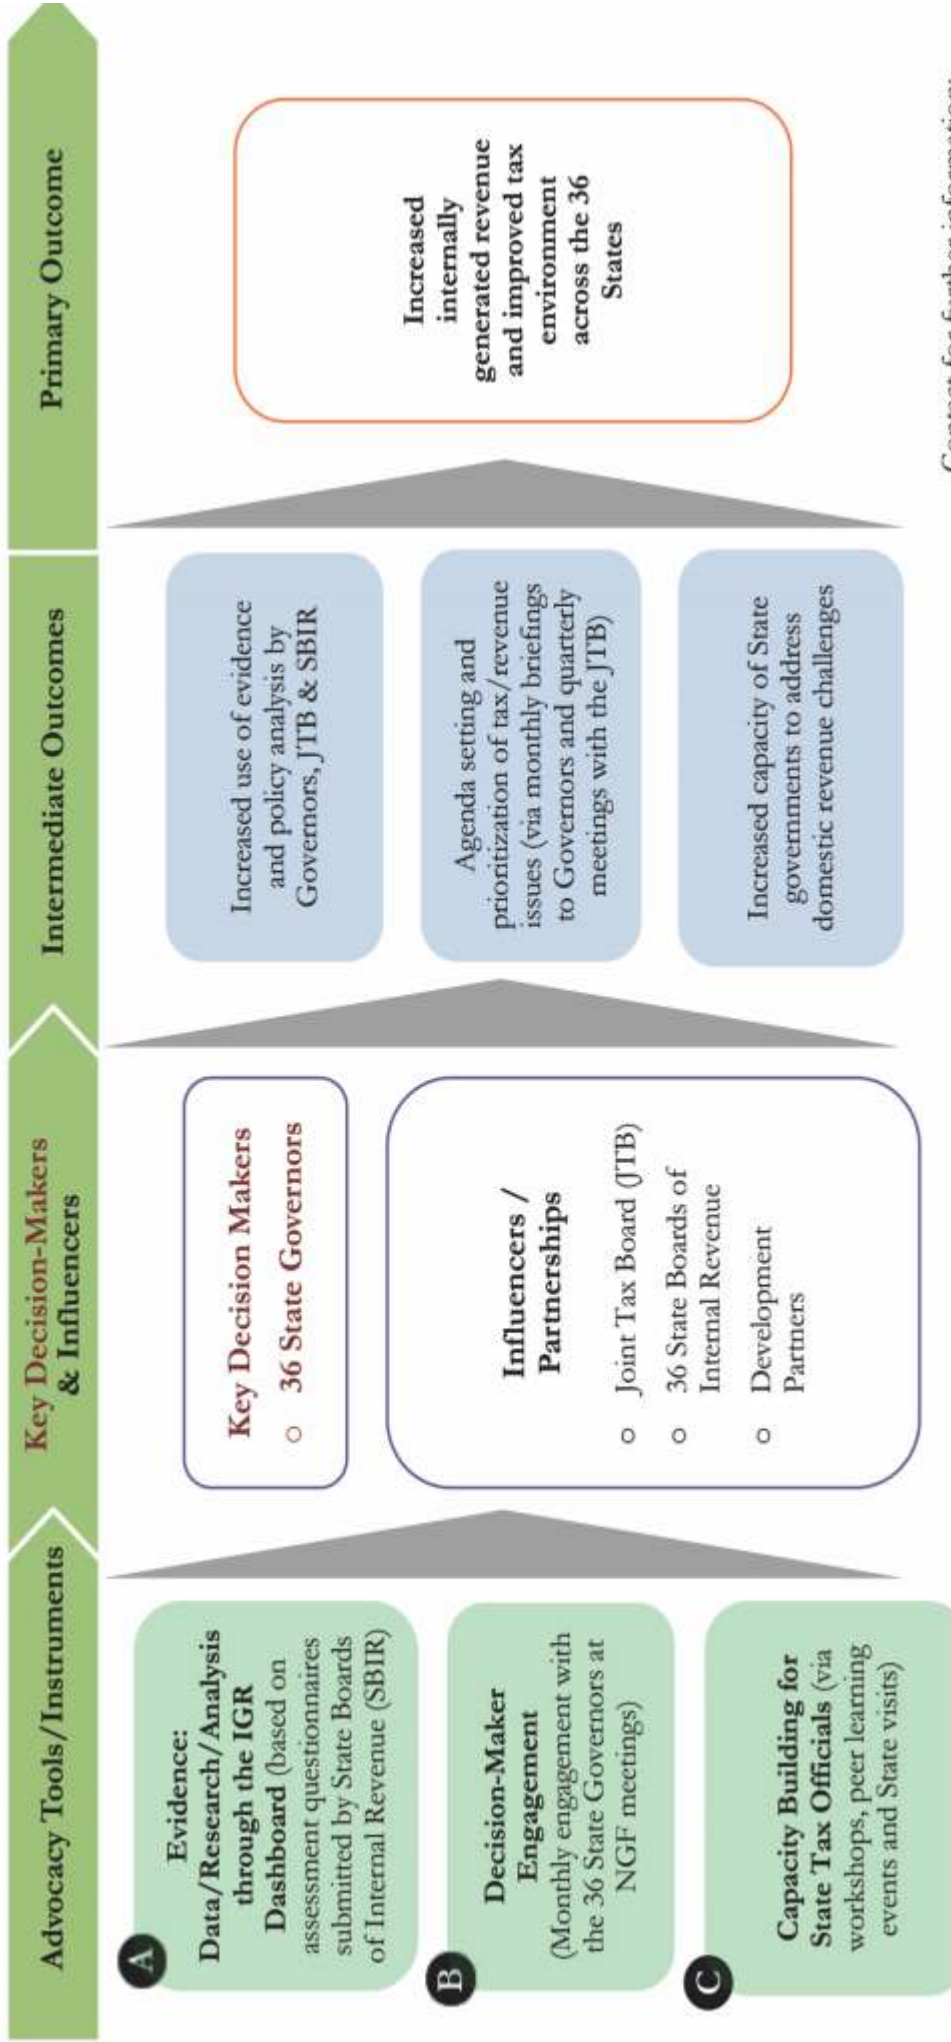 Advocacy Tools/Instruments
Key Decision-Makers
& Influencers
Intermediate Outcomes
Primary Outcome
A
Evidence:
Data/Research/Analysis
through the IGR
Dashboard (based on
assessment questionnaires
submitted by State Boards
of Internal Revenue (SBIR)
B
Decision-Maker
Engagement
(Monthly engagement with
the 36 State Governors at
NGF meetings)
C
Capacity Building for
State Tax Officials (via
workshops, peer learning
events and State visits)
Key Decision Makers
○ 36 State Governors
Influencers /
Partnerships
○ Joint Tax Board (JTB)
○ 36 State Boards of
Internal Revenue
○ Development
Partners
Increased use of evidence
and policy analysis by
Governors, JTB & SBIR
Agenda setting and
prioritization of tax/revenue
issues (via monthly briefings
to Governors and quarterly
meetings with the JTB)
Increased capacity of State
governments to address
domestic revenue challenges
Increased
internally
generated revenue
and improved tax
environment
across the 36
States
Contact for further information: